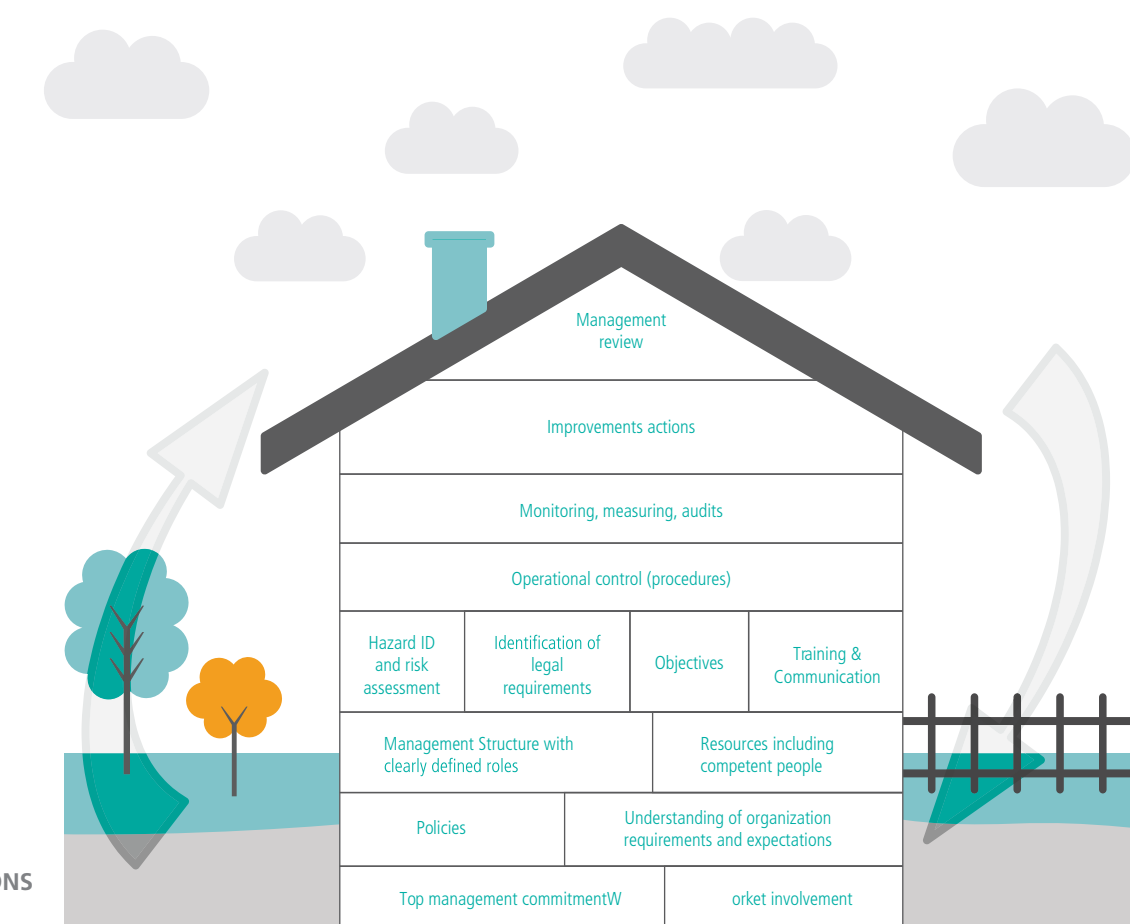 Management
review
Improvements actions
Monitoring, measuring, audits
Operational control (procedures)
Hazard ID
and risk
assessment
Identification of
legal
requirements
Objectives
Training &
Communication
Management Structure with
clearly defined roles
Resources including
competent people
Policies
Understanding of organization
requirements and expectations
ONS
Top management commitmentW
orket involvement